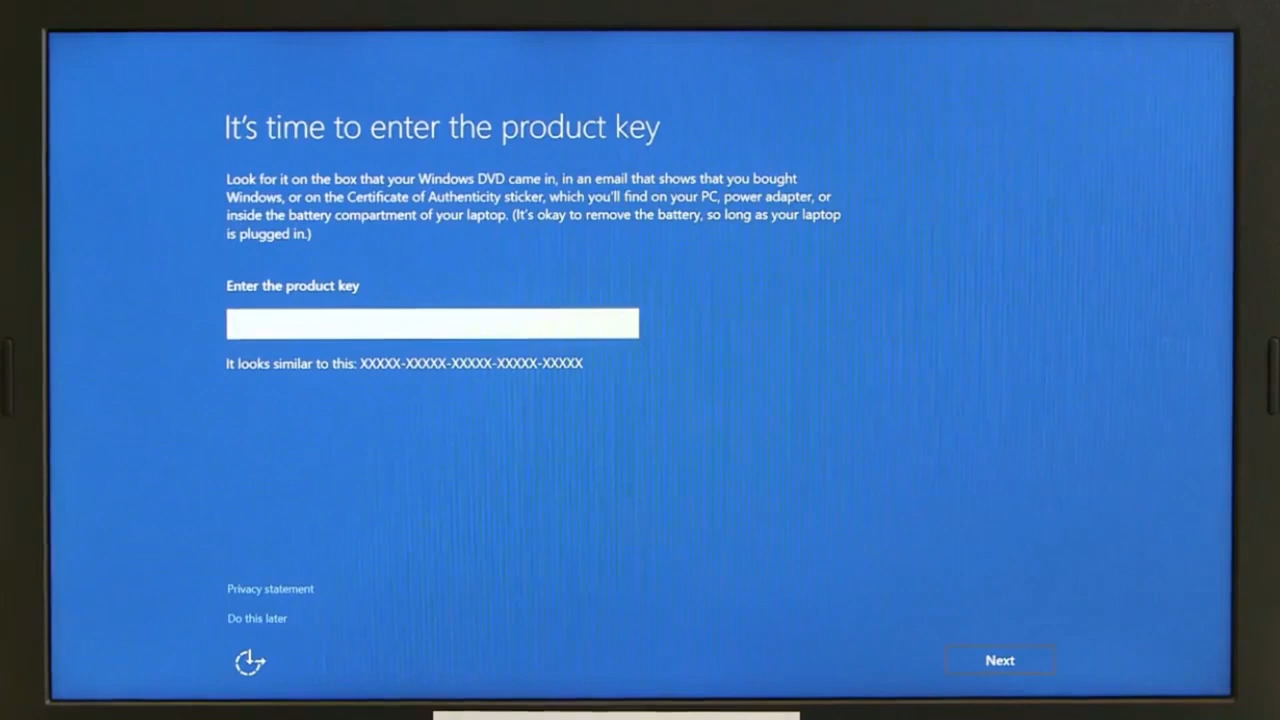 It's time to enter the product key
Look for it on the box that your Windows DVD came in, in an email that shows that you bought
Windows, or on the Certificate of Authenticity sticker, which you'll find on your PC, power adapter, or
inside the battery compartment of your laptop. (It's okay to remove the battery, so long as your laptop
is plugged in.)
Enter the product key
It looks similar to this: XXXXX-XXXXX-XXXXX-XXXXX-XXXXX
Privacy statement
Do this later
Next